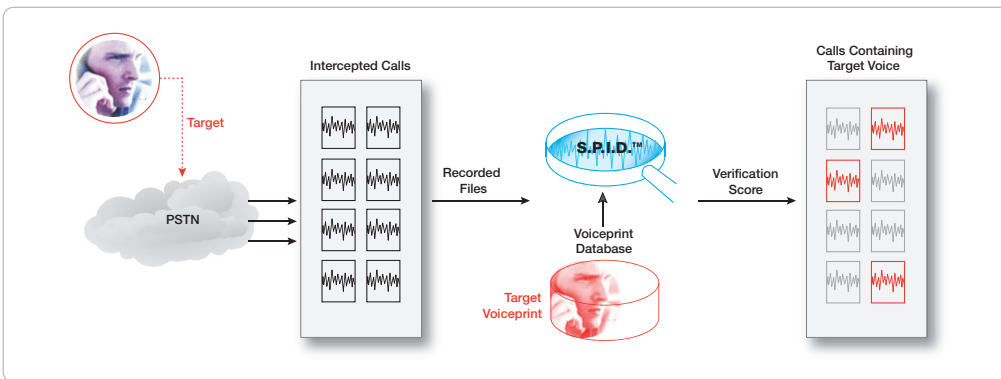 Target
PSTN
Intercepted Calls
Recorded
Files
S.P.I.D.™
Voiceprint
Database
Target
Voiceprint
Verification
Score
Calls Containing
Target Voice